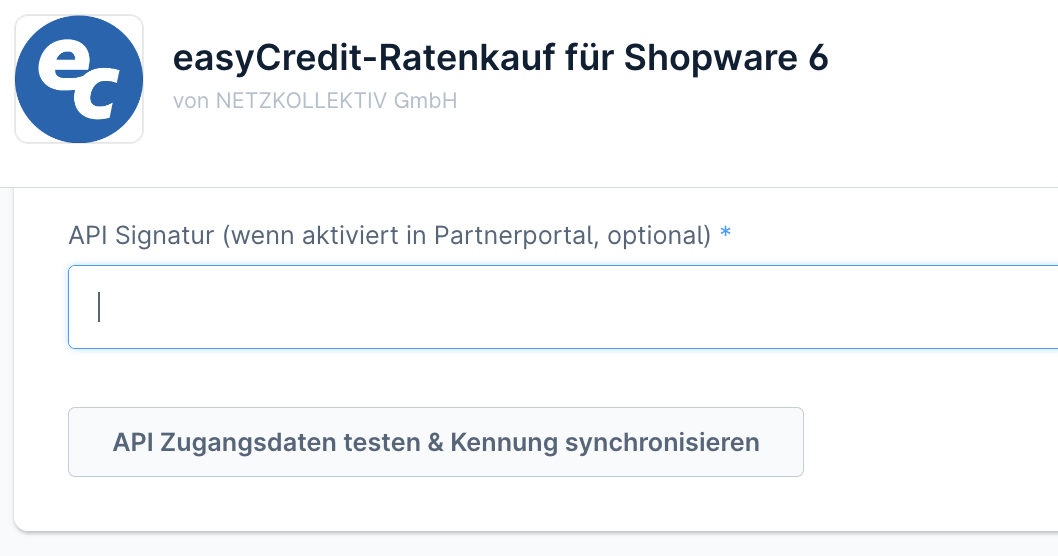 ec
easyCredit-Ratenkauf für Shopware 6
von NETZKOLLEKTIV GmbH
API Signatur (wenn aktiviert in Partnerportal, optional) *
API Zugangsdaten testen & Kennung synchronisieren